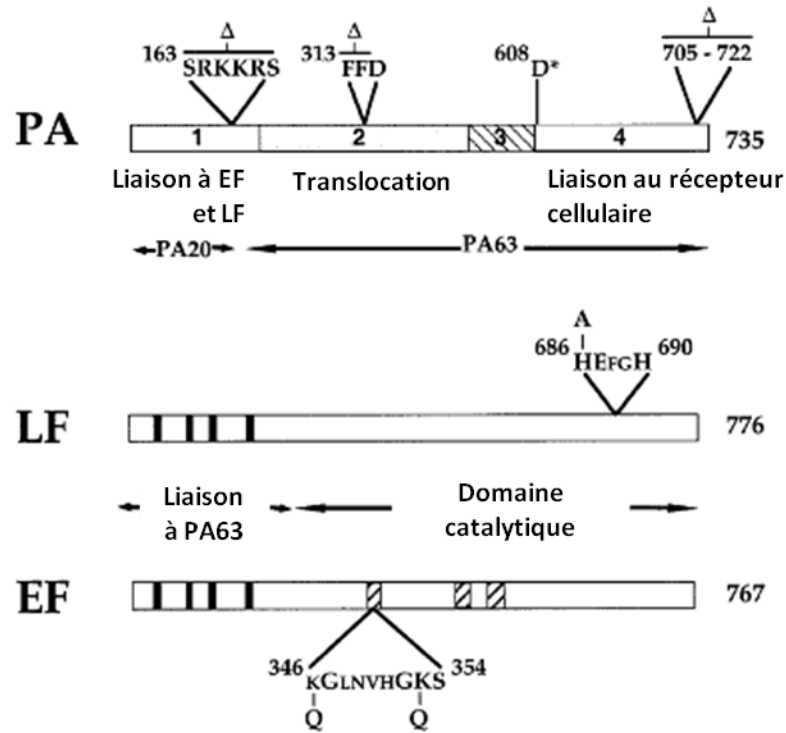 Δ
163 SRKKRS
Δ
313 FFD
608 D*
Δ
705 - 722
PA
1
2
3
4
735
Liaison à EF
et LF
Translocation
Liaison au récepteur
cellulaire
PA20
PA63
A
686 HEFGH 690
LF
776
Liaison
à PA63
Domaine
catalytique
EF
767
346 KGLNVHGKS 354
Q
Q